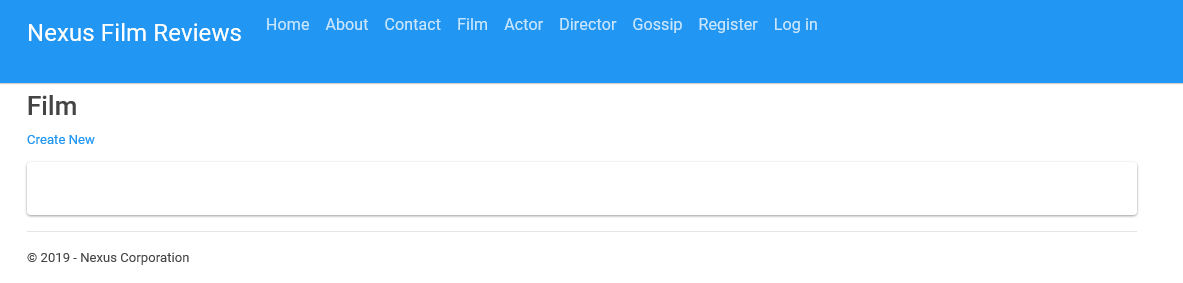 Nexus Film Reviews Home About Contact Film Actor Director Gossip Register Log in
Film
Create New
© 2019 - Nexus Corporation